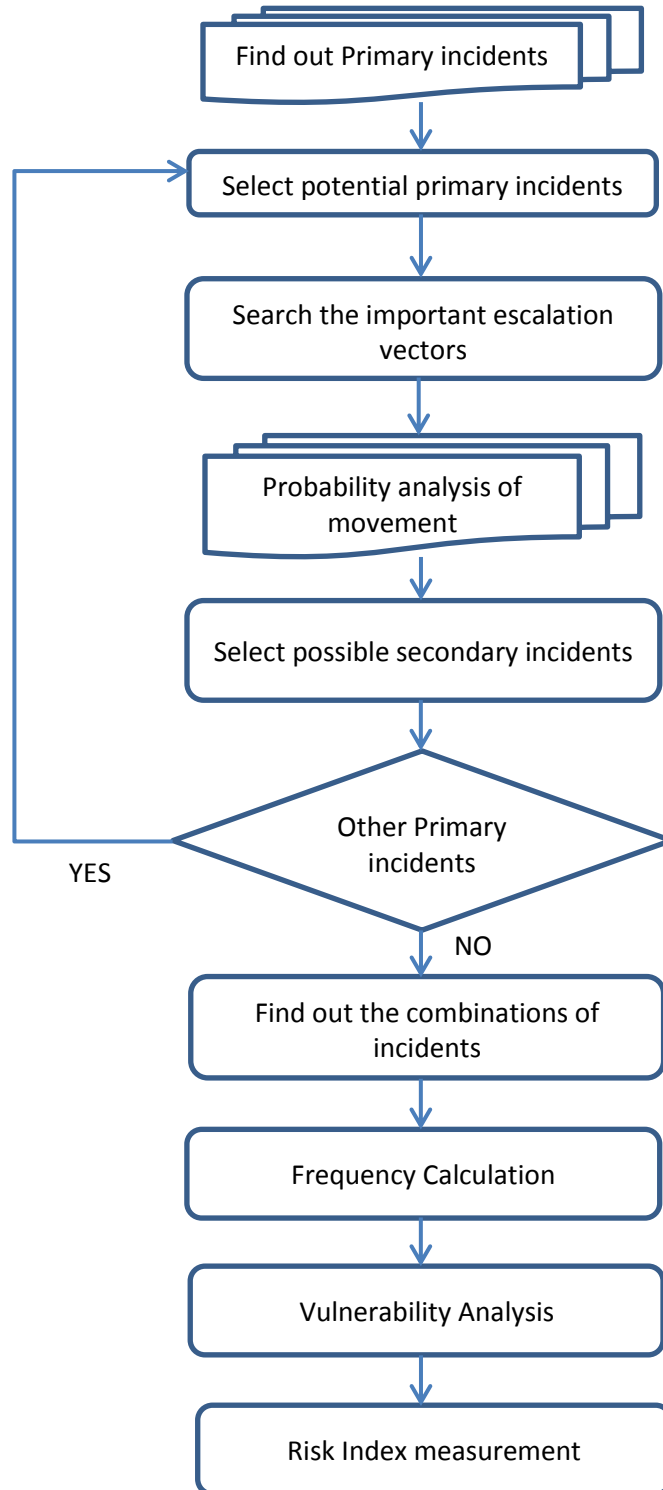 Find out Primary incidents
Select potential primary incidents
Search the important escalation
vectors
Probability analysis of
movement
Select possible secondary incidents
Other Primary
incidents
YES
NO
Find out the combinations of
incidents
Frequency Calculation
Vulnerability Analysis
Risk Index measurement